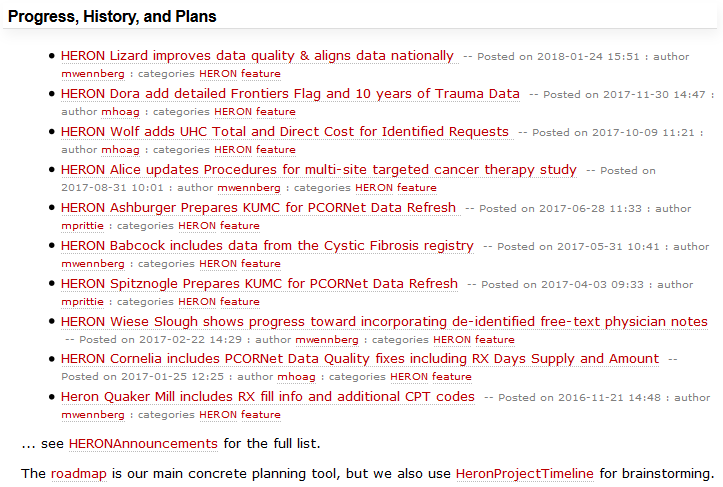 Progress, History, and Plans
• HERON Lizard improves data quality & aligns data nationally -- Posted on 2018-01-24 15:51 : author
mwennberg : categories HERON feature
• HERON Dora add detailed Frontiers Flag and 10 years of Trauma Data -- Posted on 2017-11-30 14:47 :
author mhoag : categories HERON feature
• HERON Wolf adds UHC Total and Direct Cost for Identified Requests -- Posted on 2017-10-09 11:21 :
author mhoag : categories HERON feature
• HERON Alice updates Procedures for multi-site targeted cancer therapy study -- Posted on
2017-08-31 10:01 : author mwennberg : categories HERON feature
• HERON Ashburger Prepares KUMC for PCORNet Data Refresh -- Posted on 2017-06-28 11:33 : author
mprittie : categories HERON feature
• HERON Babcock includes data from the Cystic Fibrosis registry -- Posted on 2017-05-31 10:41 : author
mwennberg : categories HERON feature
• HERON Spitznogle Prepares KUMC for PCORNet Data Refresh -- Posted on 2017-04-03 09:33 : author
mprittie : categories HERON feature
• HERON Wiese Slough shows progress toward incorporating de-identified free-text physician notes
-- Posted on 2017-02-22 14:29 : author mwennberg : categories HERON feature
• HERON Cornelia includes PCORNet Data Quality fixes including RX Days Supply and Amount --
Posted on 2017-01-25 12:25 : author mhoag : categories HERON feature
• Heron Quaker Mill includes RX fill info and additional CPT codes -- Posted on 2016-11-21 14:48 : author
mwennberg : categories HERON feature
... see HERONAnnouncements for the full list.
The roadmap is our main concrete planning tool, but we also use HeronProjectTimeline for brainstorming.